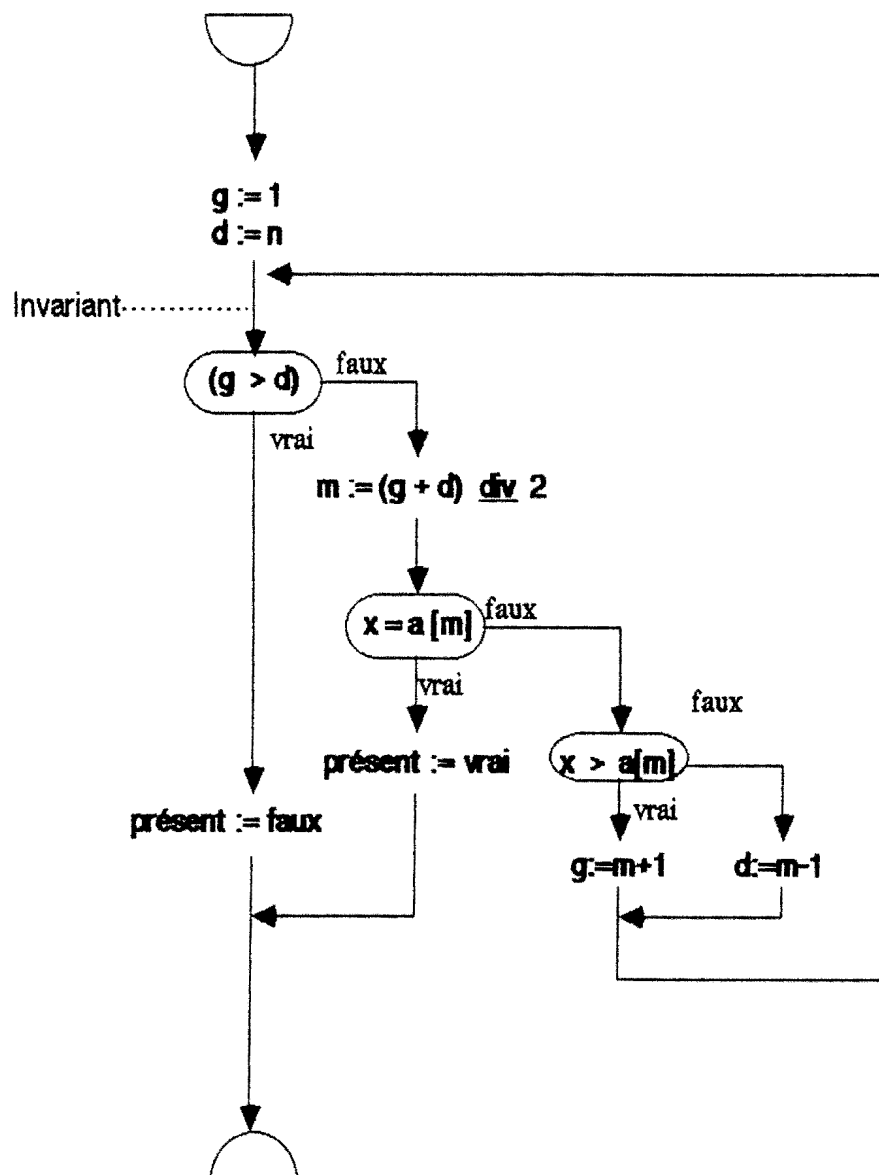 g := 1
d := n
Invariant
(g > d)
faux
vrai
m := (g + d) div 2
x = a [m]
faux
vrai
faux
présent := vrai
x > a[m]
vrai
présent := faux
g:=m+1
d:=m-1